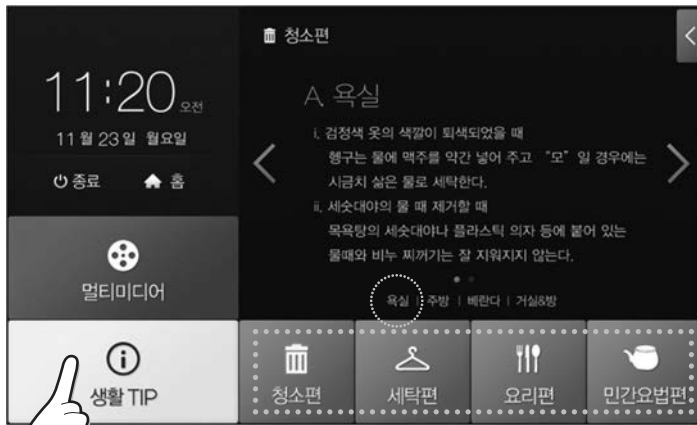 청소편
11:20 오전
11월 23일 월요일
종료 홈
멀티미디어
생활 TIP
A. 욕실
i. 검정색 옷의 색깔이 퇴색되었을 때
헹구는 물에 맥주를 약간 넣어 주고 “모”일 경우에는
시금치 삶은 물로 세탁한다.
ii. 세숫대야의 물 때 제거할 때
목욕탕의 세숫대야나 플라스틱 의자 등에 붙어 있는
물때와 비누 찌꺼기는 잘 지워지지 않는다.
욕실 | 주방 | 베란다 | 거실&방
청소편 세탁편 요리편 민간요법편